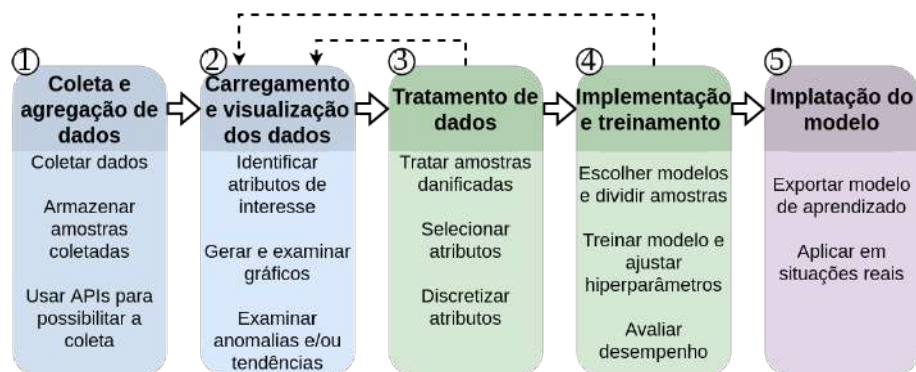 1
Coleta e
agregação de
dados
Coletar dados
Armazenar
amostras
coletadas
Usar APIs para
possibilitar a
coleta
2
Carregamento
e visualização
dos dados
Identificar
atributos de
interesse
Gerar e examinar
gráficos
Examinar
anomalias e/ou
tendências
3
Tratamento de
dados
Tratar amostras
danificadas
Selecionar
atributos
Discretizar
atributos
4
Implementação
e treinamento
Escolher modelos
e dividir amostras
Treinar modelo e
ajustar
hiperparâmetros
Avaliar
desempenho
5
Implatação do
modelo
Exportar modelo
de aprendizado
Aplicar em
situações reais